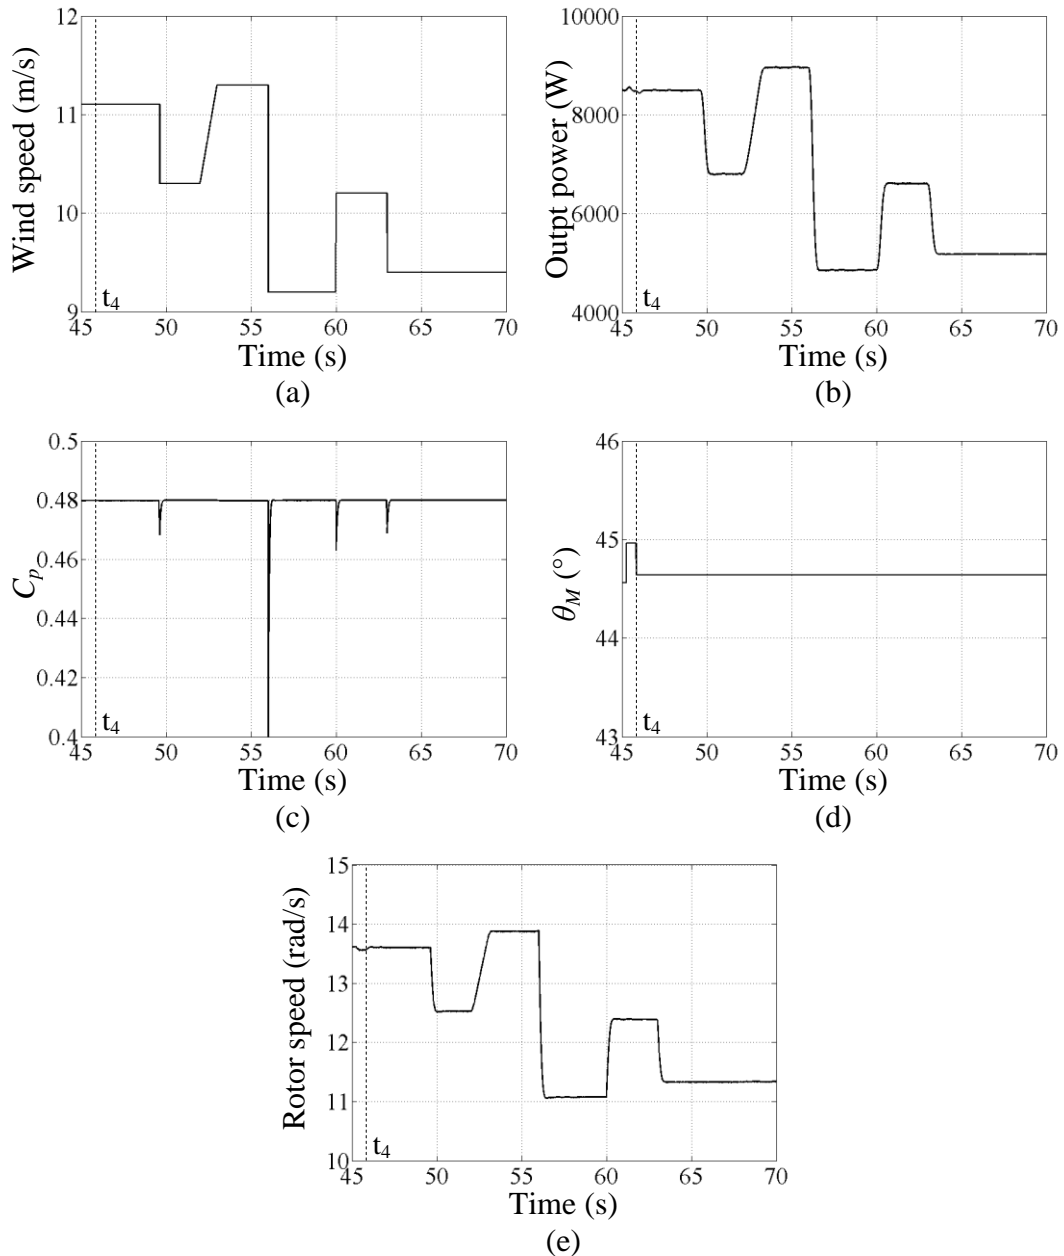 12
11
10
9
Wind speed (m/s)
t4
45 50 55 60 65 70
Time (s)
(a)
10000
8000
6000
4000
Outpt power (W)
t4
45 50 55 60 65 70
Time (s)
(b)
0.5
0.48
0.46
0.44
0.42
0.4
Cp
t4
45 50 55 60 65 70
Time (s)
(c)
46
45
44
43
θM (°)
t4
45 50 55 60 65 70
Time (s)
(d)
15
14
13
12
11
10
Rotor speed (rad/s)
t4
45 50 55 60 65 70
Time (s)
(e)